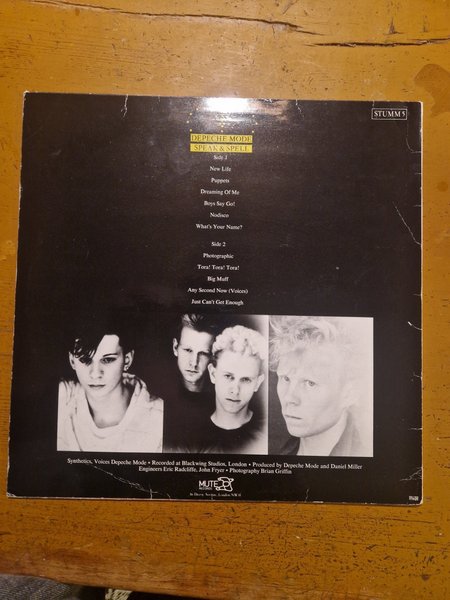 STUMM 5
DEPECHE MODE
SPEAK & SPELL
Side 1
New Life
Puppets
Dreaming Of Me
Boys Say Go!
Nodisco
What's Your Name?
Side 2
Photographic
Tora! Tora! Tora!
Big Muff
Any Second Now (Voices)
Just Can't Get Enough
Synthetics, Voices Depeche Mode • Recorded at Blackwing Studios, London • Produced by Depeche Mode and Daniel Miller
Engineers Eric Radcliffe, John Fryer • Photography Brian Griffin
MUTE
RECORDS
London NW11